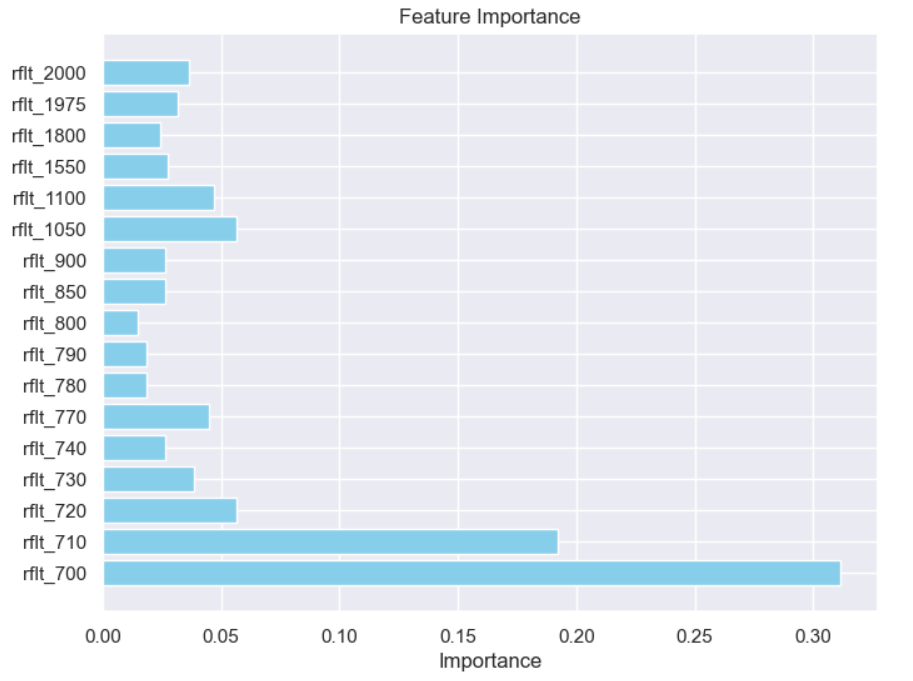 Feature Importance
rflt_2000
rflt_1975
rflt_1800
rflt_1550
rflt_1100
rflt_1050
rflt_900
rflt_850
rflt_800
rflt_790
rflt_780
rflt_770
rflt_740
rflt_730
rflt_720
rflt_710
rflt_700
0.00 0.05 0.10 0.15 0.20 0.25 0.30
Importance